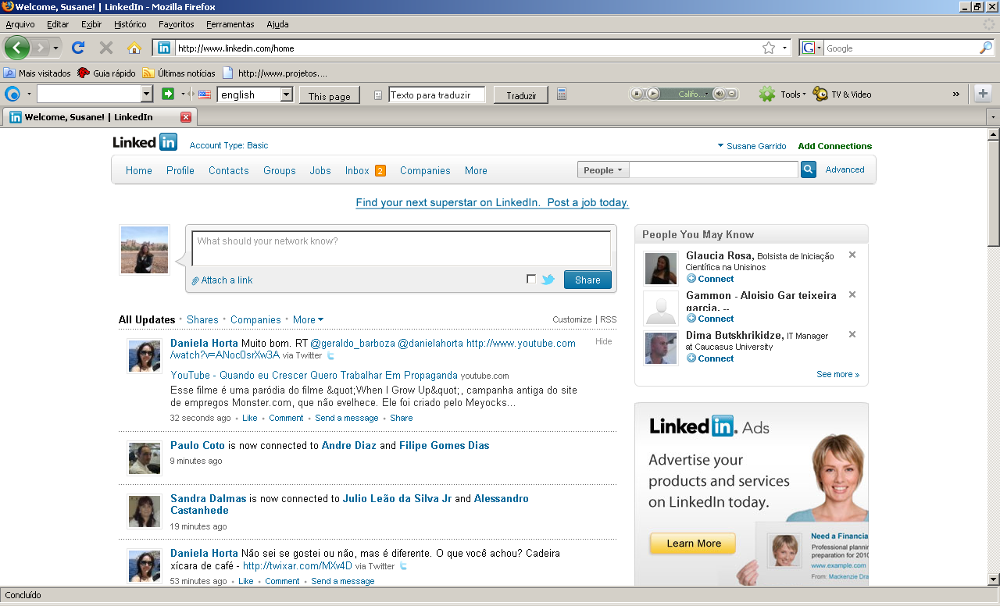 Welcome, Susane! | LinkedIn - Mozilla Firefox
Arquivo Editar Exibir Histórico Favoritos Ferramentas Ajuda
http://www.linkedin.com/home Google
Mais visitados Guia rápido Últimas notícias http://www.projetos....
english This page Texto para traduzir Traduzir Califo... Tools TV & Video »
Welcome, Susane! | LinkedIn
Linked in Account Type: Basic Susane Garrido Add Connections
Home Profile Contacts Groups Jobs Inbox 2 Companies More People Advanced
Find your next superstar on LinkedIn. Post a job today.
What should your network know?
Attach a link Share
All Updates • Shares • Companies • More Customize | RSS
Daniela Horta Muito bom. RT @geraldo_barboza @danielahorta http://www.youtube.com Hide
/watch?v=ANoc0srXw3A via Twitter
YouTube - Quando eu Crescer Quero Trabalhar Em Propaganda youtube.com
Esse filme é uma paródia do filme &quot;When I Grow Up&quot;, campanha antiga do site
de empregos Monster.com, que não evelhece. Ele foi criado pelo Meyocks...
32 seconds ago • Like • Comment • Send a message • Share
Paulo Coto is now connected to Andre Diaz and Filipe Gomes Dias
9 minutes ago
Sandra Dalmas is now connected to Julio Leão da Silva Jr and Alessandro
Castanhede
19 minutes ago
Daniela Horta Não sei se gostei ou não, mas é diferente. O que você achou? Cadeira
xícara de café - http://twixar.com/MXv4D via Twitter
53 minutes ago • Like • Comment • Send a message
People You May Know
Glaucia Rosa, Bolsista de Iniciação
Científica na Unisinos
Connect
Gammon - Aloisio Gar teixeira
garcia, --
Connect
Dima Butskhrikidze, IT Manager
at Caucasus University
Connect
See more »
Linked in. Ads
Advertise your
products and services
on LinkedIn today.
Learn More
Need a Financia
Professional plannin
preparation for 2010
www.example.com
From: Mackenzie Dra
Concluído